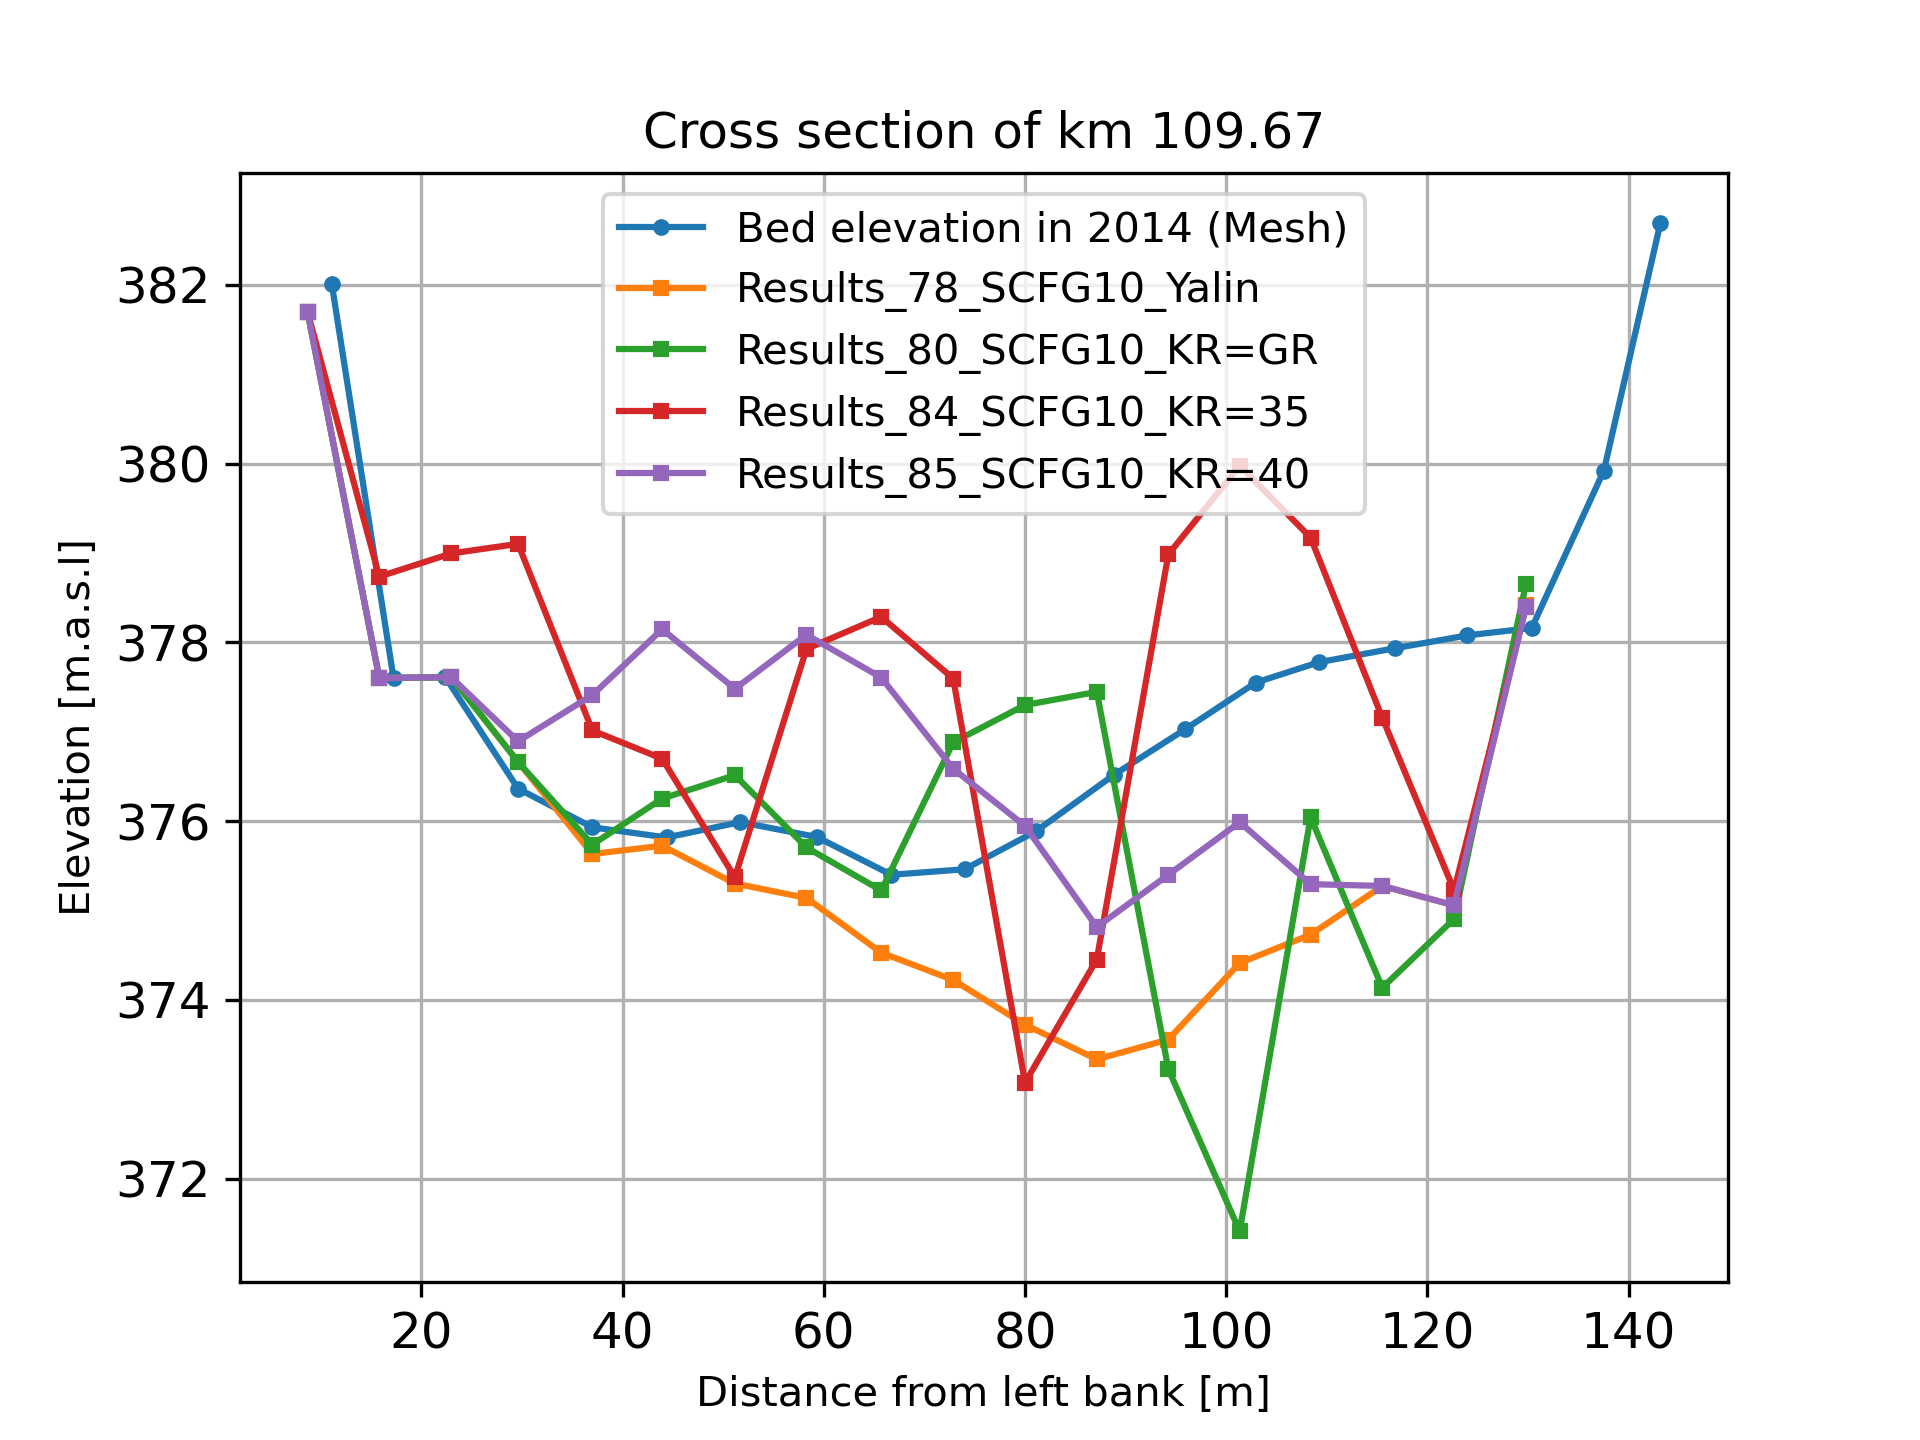 Cross section of km 109.67
Bed elevation in 2014 (Mesh)
Results_78_SCFG10_Yalin
Results_80_SCFG10_KR=GR
Results_84_SCFG10_KR=35
Results_85_SCFG10_KR=40
382
380
378
376
374
372
Elevation [m.a.s.l]
20 40 60 80 100 120 140
Distance from left bank [m]